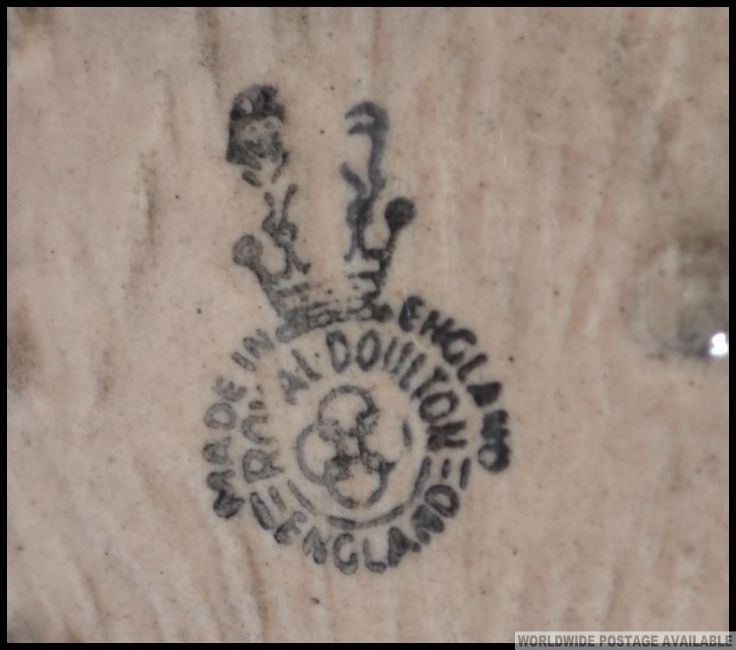 MADE IN ENGLAND
ROYAL DOULTON
ENGLAND
WORLDWIDE POSTAGE AVAILABLE